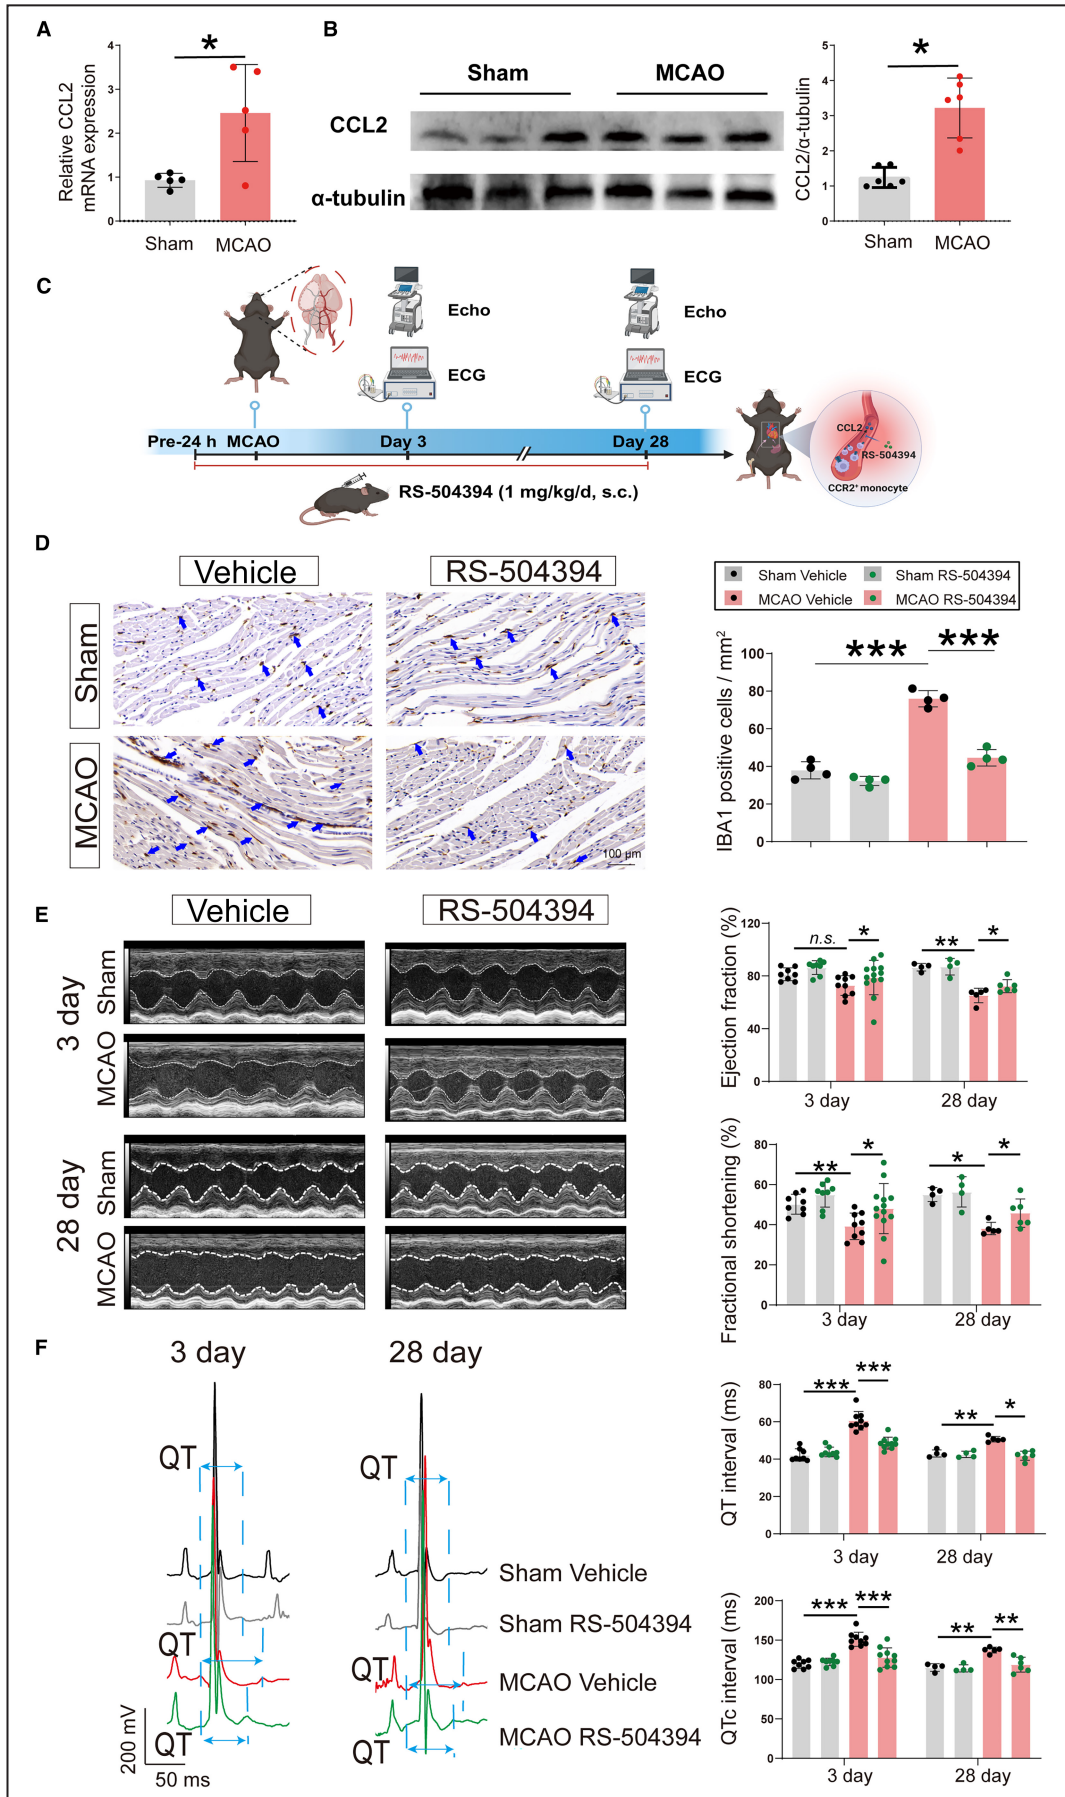 A
Relative CCL2
mRNA expression
4
3
2
1
0
*
Sham
MCAO
B
Sham
MCAO
CCL2
α-tubulin
CCL2/α-tubulin
5
4
3
2
1
0
*
Sham
MCAO
C
Echo
ECG
Echo
ECG
Pre-24 h
MCAO
Day 3
Day 28
RS-504394 (1 mg/kg/d, s.c.)
CCL2
RS-504394
CCR2+ monocyte
D
Vehicle
RS-504394
Sham
MCAO
100 μm
Sham Vehicle
Sham RS-504394
MCAO Vehicle
MCAO RS-504394
IBA1 positive cells / mm2
100
80
60
40
20
0
***
***
E
Vehicle
RS-504394
3 day
Sham
MCAO
28 day
Sham
MCAO
Ejection fraction (%)
120
80
40
0
n.s.
*
**
*
3 day
28 day
Fractional shortening (%)
80
60
40
20
0
**
*
*
*
3 day
28 day
F
3 day
28 day
QT
QT
QT
QT
QT
QT
Sham Vehicle
Sham RS-504394
MCAO Vehicle
MCAO RS-504394
200 mV
50 ms
QT interval (ms)
80
60
40
20
0
***
***
**
*
3 day
28 day
QTc interval (ms)
200
150
100
50
0
***
***
**
**
3 day
28 day